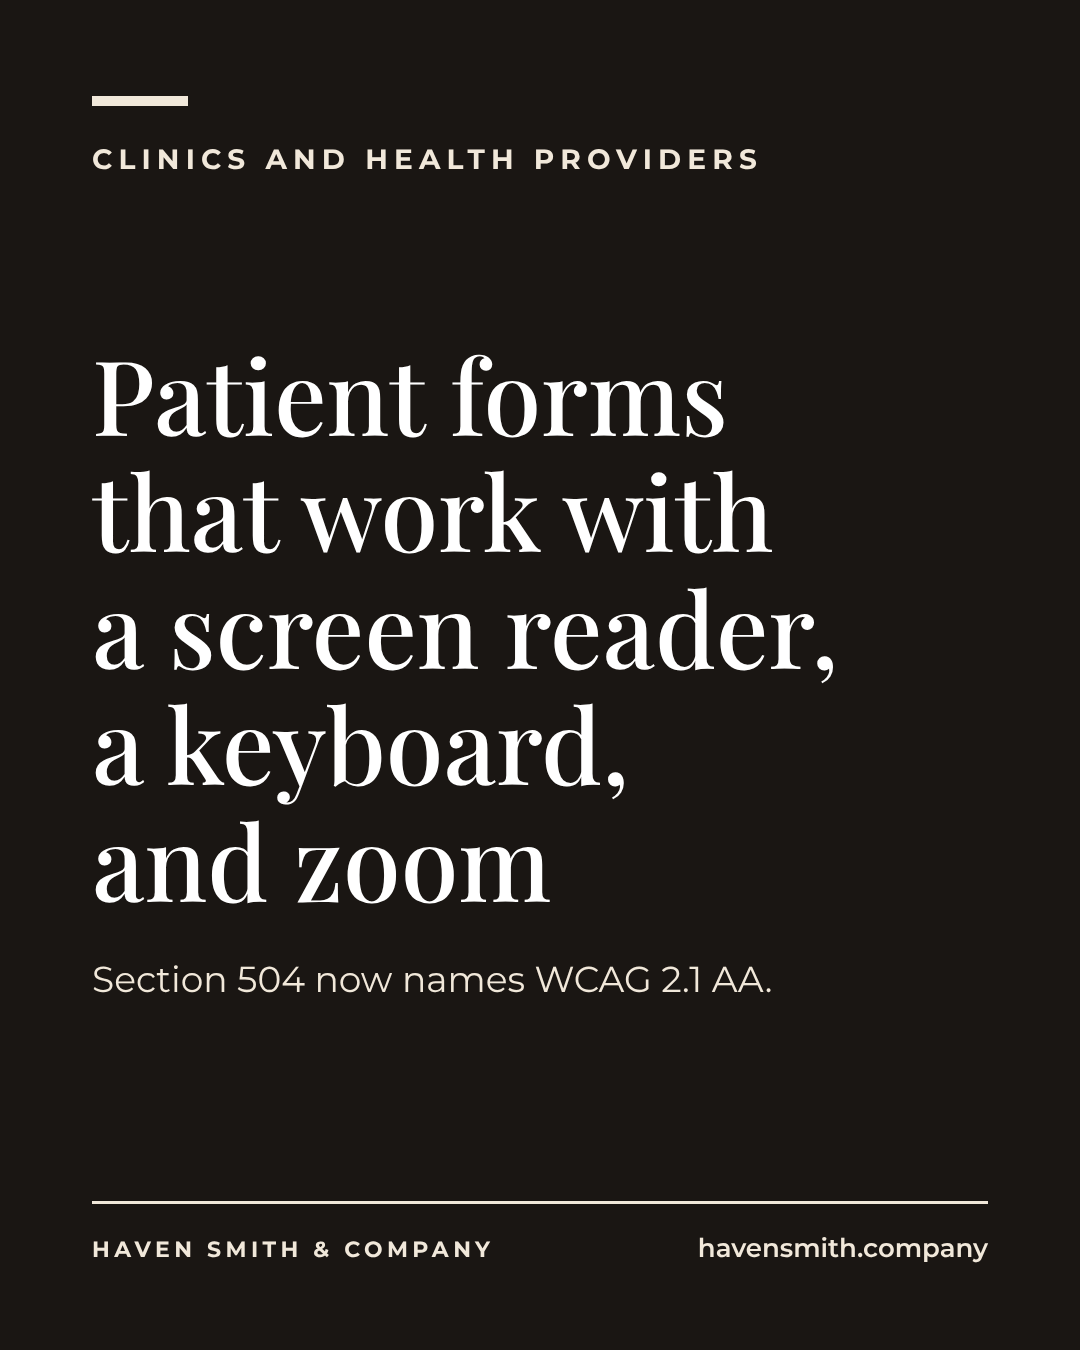 CLINICS AND HEALTH PROVIDERS
Patient forms
that work with
a screen reader,
a keyboard,
and zoom
Section 504 now names WCAG 2.1 AA.
HAVEN SMITH & COMPANY
havensmith.company